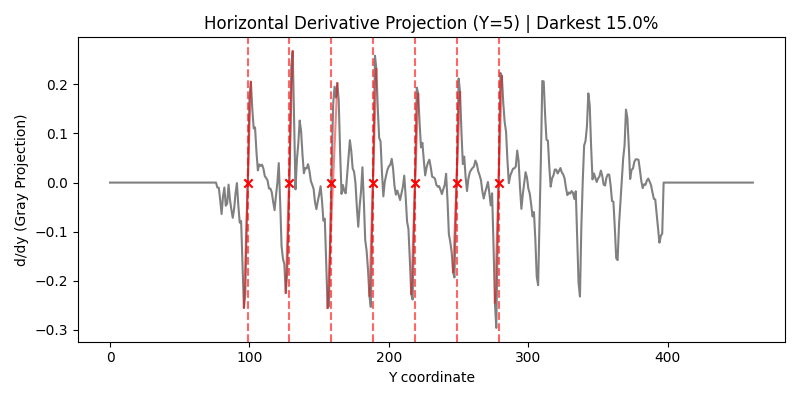 Horizontal Derivative Projection (Y=5) | Darkest 15.0%
d/dy (Gray Projection)
0.2
0.1
0.0
−0.1
−0.2
−0.3
0 100 200 300 400
Y coordinate